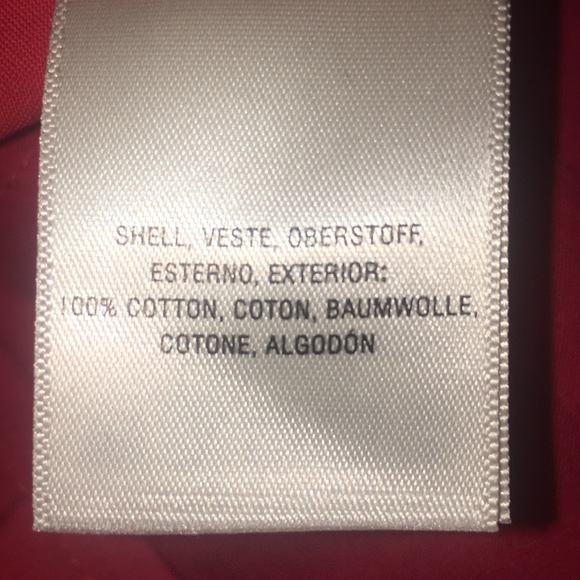 SHELL, VESTE, OBERSTOFF,
ESTERNO, EXTERIOR:
100% COTTON, COTON, BAUMWOLLE,
COTONE, ALGODÓN